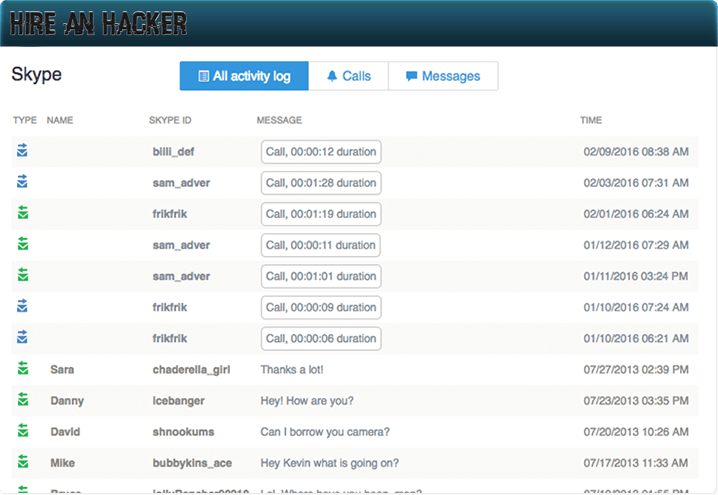 HIRE AN HACKER
Skype All activity log Calls Messages
TYPE NAME SKYPE ID MESSAGE TIME
biili_def Call, 00:00:12 duration 02/09/2016 08:38 AM
sam_adver Call, 00:01:28 duration 02/03/2016 07:31 AM
frikfrik Call, 00:01:19 duration 02/01/2016 06:24 AM
sam_adver Call, 00:00:11 duration 01/12/2016 07:29 AM
sam_adver Call, 00:01:01 duration 01/11/2016 03:24 PM
frikfrik Call, 00:00:09 duration 01/10/2016 07:24 AM
frikfrik Call, 00:00:06 duration 01/10/2016 06:21 AM
Sara chaderella_girl Thanks a lot! 07/27/2013 02:39 PM
Danny icebanger Hey! How are you? 07/23/2013 03:35 PM
David shnookums Can I borrow you camera? 07/20/2013 10:26 AM
Mike bubbykins_ace Hey Kevin what is going on? 07/17/2013 11:33 AM